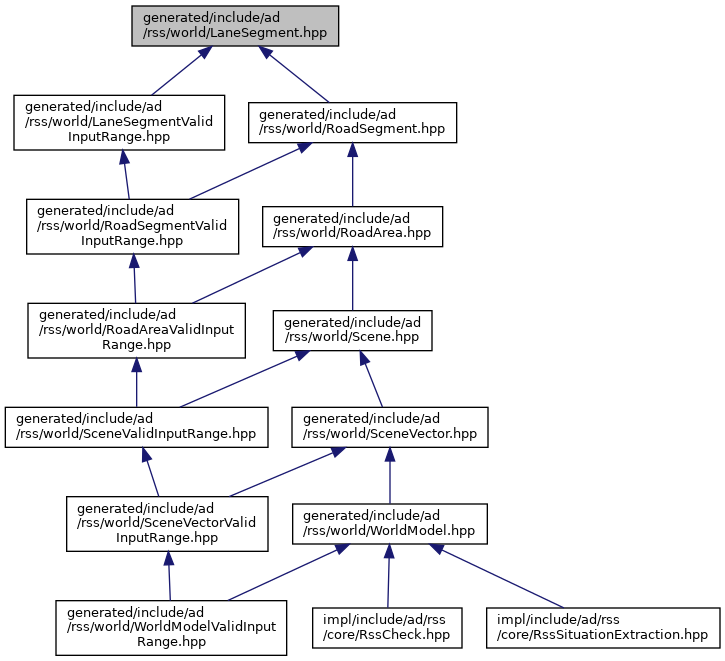 generated/include/ad
/rss/world/LaneSegment.hpp
generated/include/ad
/rss/world/LaneSegmentValid
InputRange.hpp
generated/include/ad
/rss/world/RoadSegment.hpp
generated/include/ad
/rss/world/RoadSegmentValid
InputRange.hpp
generated/include/ad
/rss/world/RoadArea.hpp
generated/include/ad
/rss/world/RoadAreaValidInput
Range.hpp
generated/include/ad
/rss/world/Scene.hpp
generated/include/ad
/rss/world/SceneValidInputRange.hpp
generated/include/ad
/rss/world/SceneVector.hpp
generated/include/ad
/rss/world/SceneVectorValid
InputRange.hpp
generated/include/ad
/rss/world/WorldModel.hpp
generated/include/ad
/rss/world/WorldModelValidInput
Range.hpp
impl/include/ad/rss
/core/RssCheck.hpp
impl/include/ad/rss
/core/RssSituationExtraction.hpp